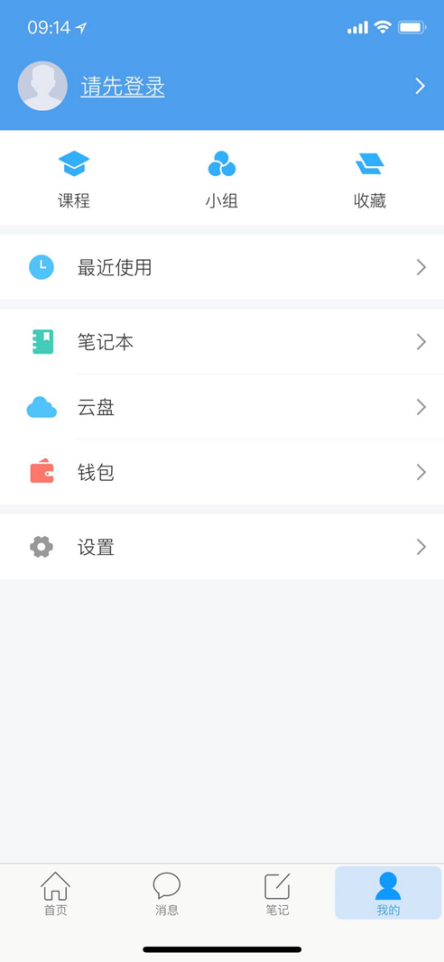 09:14
请先登录
课程 小组 收藏
最近使用
笔记本
云盘
钱包
设置
首页 消息 笔记 我的